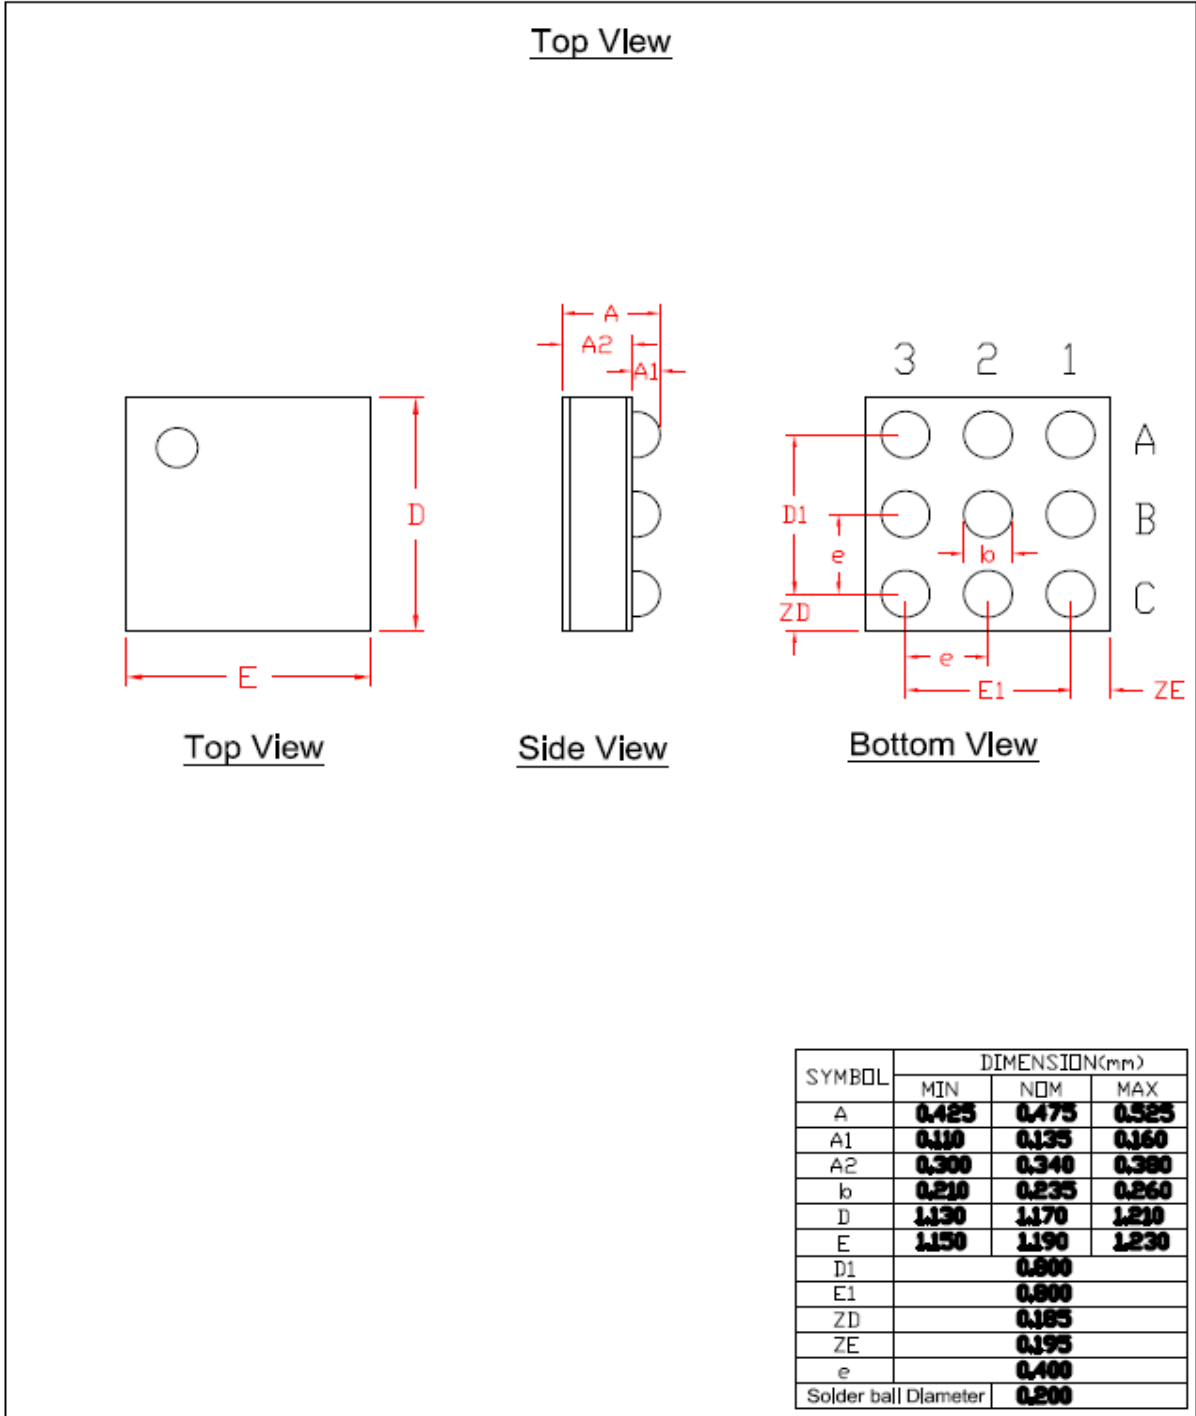 Top VIew
A
A2
A1
3 2 1
A
D
D1
B
e
b
C
ZD
e
E
E1
ZE
Top View
Side View
Bottom VIew
SYMBOL DIMENSION(mm)
MIN NOM MAX
A 0.425 0.475 0.525
A1 0.110 0.135 0.160
A2 0.300 0.340 0.380
b 0.210 0.235 0.260
D 1.130 1.170 1.210
E 1.150 1.190 1.230
D1 0.800
E1 0.800
ZD 0.185
ZE 0.195
e 0.400
Solder ball DIameter 0.200